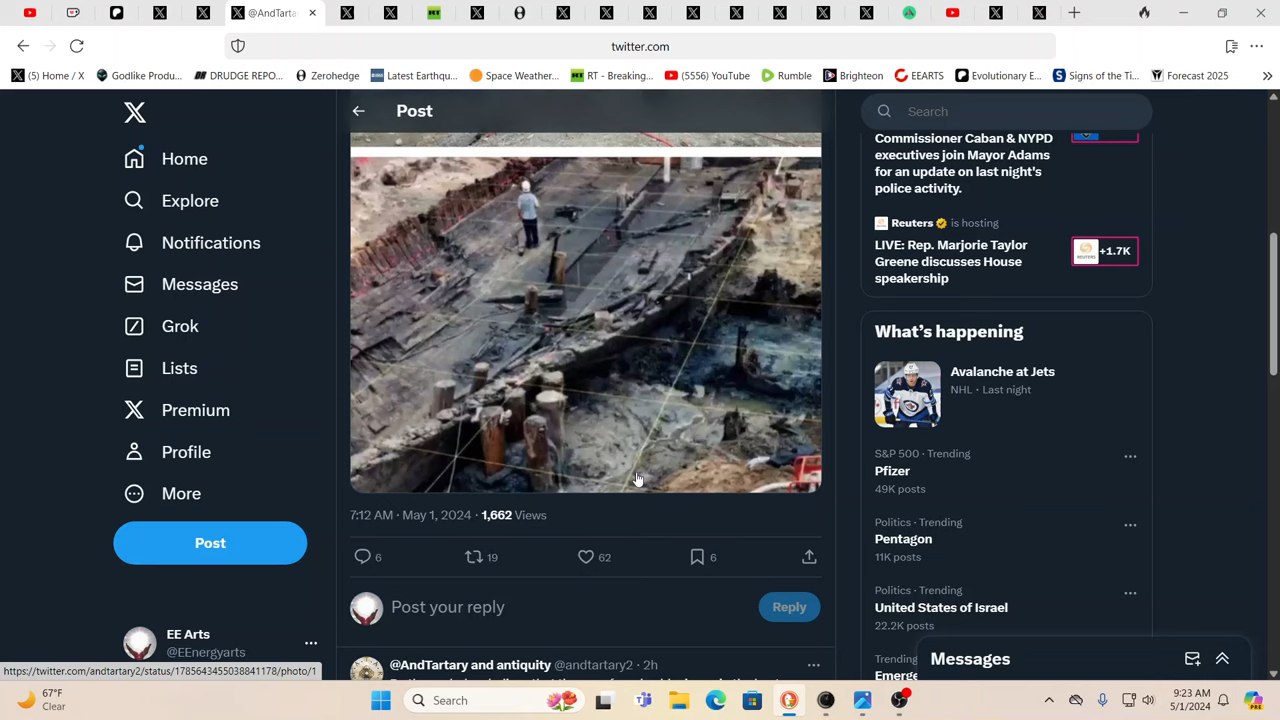 @AndTarta
twitter.com
(5) Home / X
Godlike Produ...
DRUDGE REPO...
Zerohedge
Latest Earthqu...
Space Weather...
RT - Breaking...
(5556) YouTube
Rumble
Brighteon
EEARTS
Evolutionary E...
Signs of the Ti...
Forecast 2025
Home
Explore
Notifications
Messages
Grok
Lists
Premium
Profile
More
Post
EE Arts
@EEnergyarts
https://twitter.com/andtartary2/status/1785643455038841178/photo/1
Post
7:12 AM · May 1, 2024 · 1,662 Views
6
19
62
6
Post your reply
Reply
@AndTartary and antiquity @andtartary2 · 2h
Search
Commissioner Caban & NYPD
executives join Mayor Adams
for an update on last night's
police activity.
Reuters is hosting
LIVE: Rep. Marjorie Taylor
Greene discusses House
speakership
+1.7K
What's happening
Avalanche at Jets
NHL · Last night
S&P 500 · Trending
Pfizer
49K posts
Politics · Trending
Pentagon
11K posts
Politics · Trending
United States of Israel
22.2K posts
Trending
Emerge
Messages
67°F
Clear
Search
9:23 AM
5/1/2024